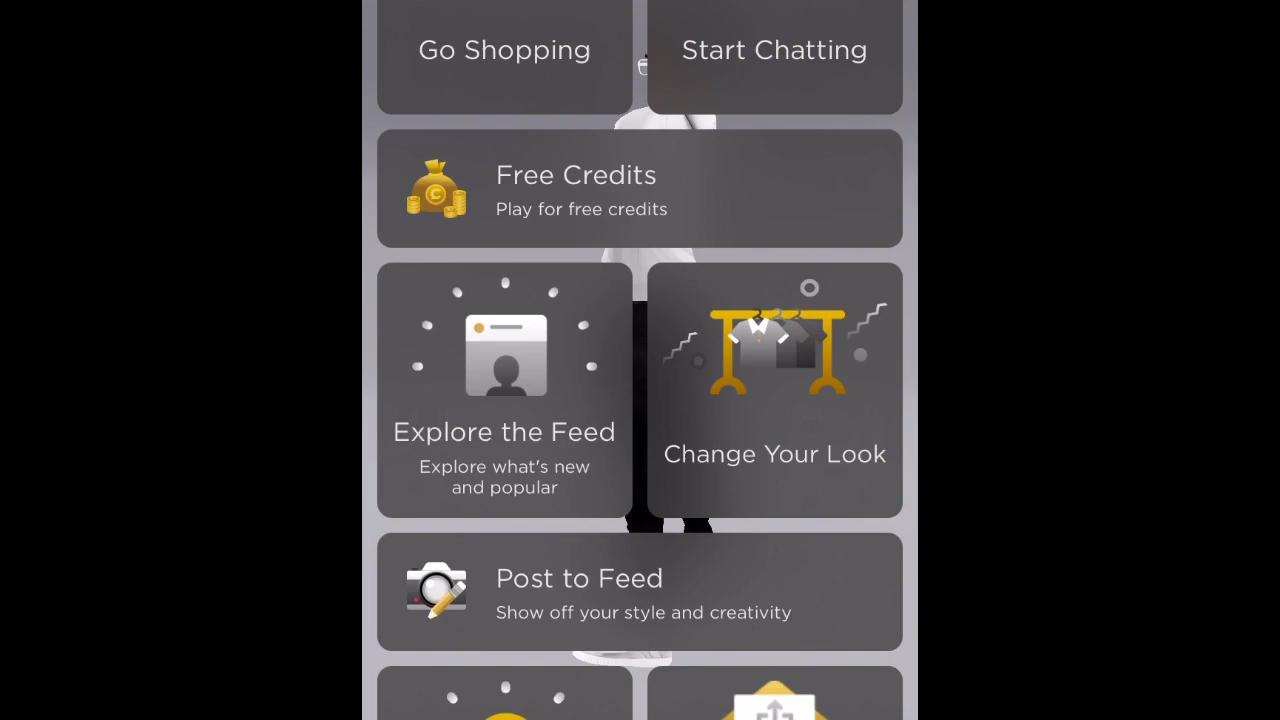 Go Shopping
Start Chatting
Free Credits
Play for free credits
Explore the Feed
Explore what's new
and popular
Change Your Look
Post to Feed
Show off your style and creativity